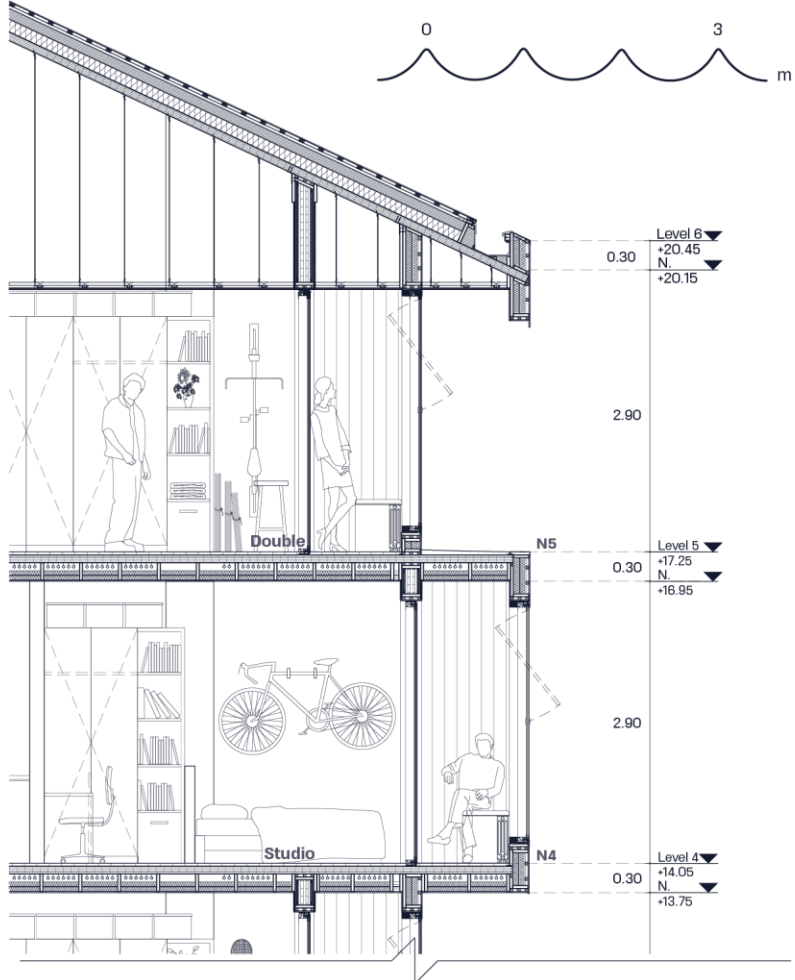 0 3
m
Level 6
+20.45
0.30
N.
+20.15
2.90
Double
N5
Level 5
+17.25
0.30
N.
+16.95
2.90
Studio
N4
Level 4
+14.05
0.30
N.
+13.75